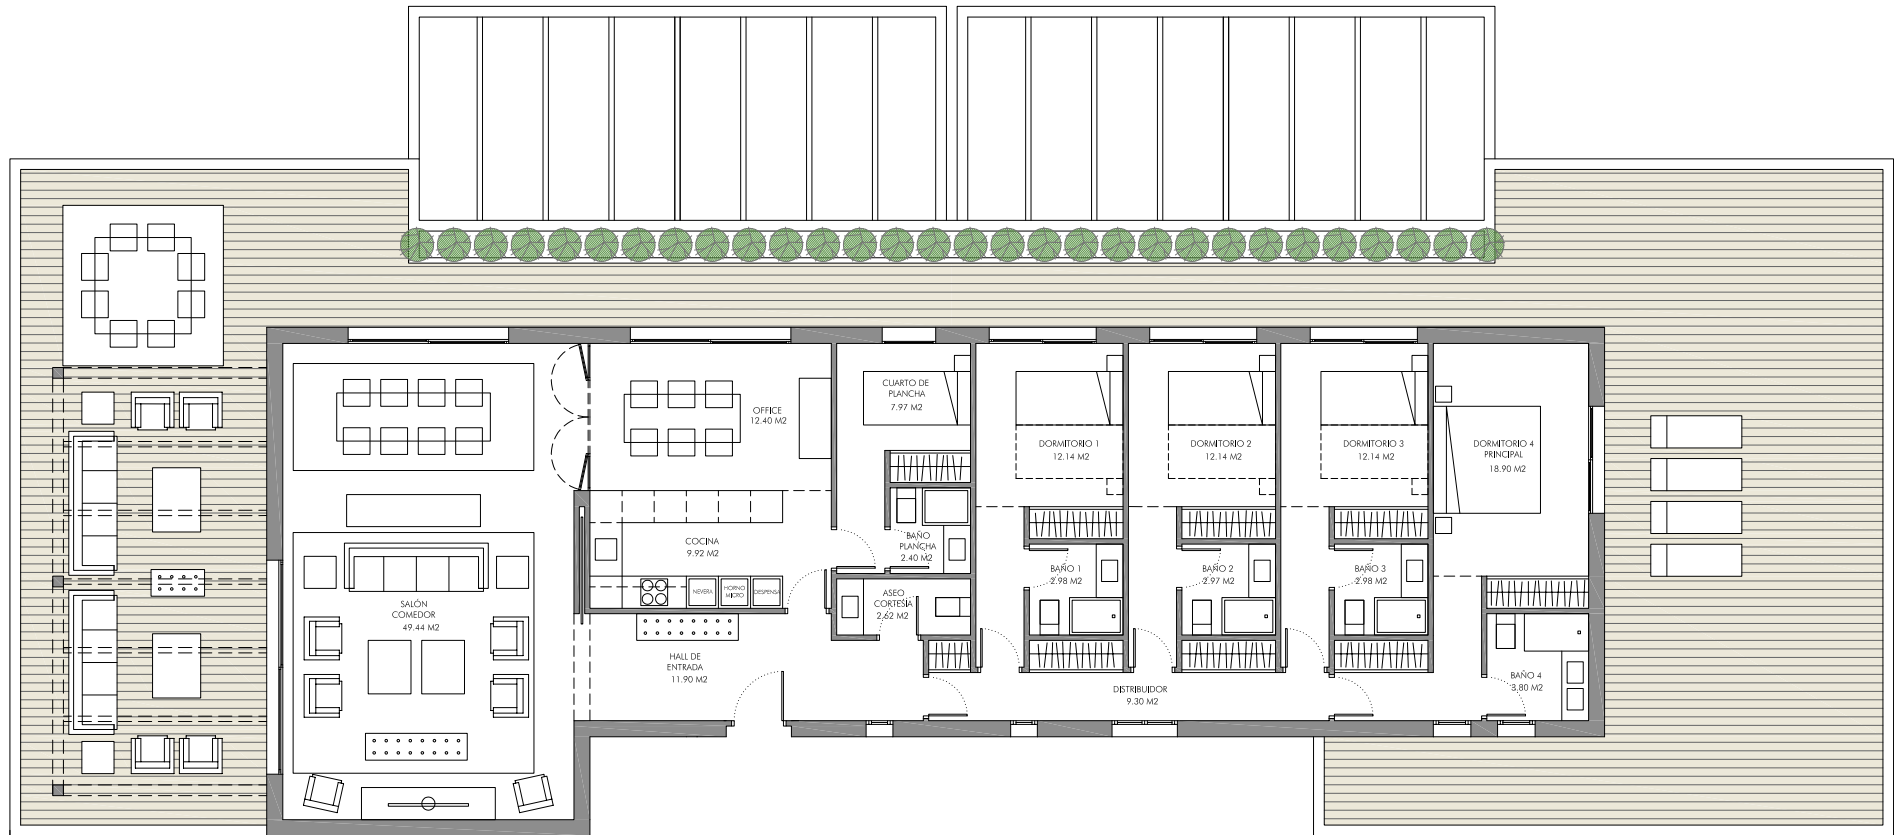 CUARTO DE
PLANCHA
7.97 M2
OFFICE
12.40 M2
DORMITORIO 1
12.14 M2
DORMITORIO 2
12.14 M2
DORMITORIO 3
12.14 M2
DORMITORIO 4
PRINCIPAL
18.90 M2
COCINA
9.92 M2
BAÑO
PLANCHA
2.40 M2
BAÑO 1
2.98 M2
BAÑO 2
2.97 M2
BAÑO 3
2.98 M2
NEVERA
HORNO
MICRO
DESPENSA
ASEO
CORTESÍA
2.62 M2
SALÓN
COMEDOR
49.44 M2
HALL DE
ENTRADA
11.90 M2
DISTRIBUIDOR
9.30 M2
BAÑO 4
3.80 M2